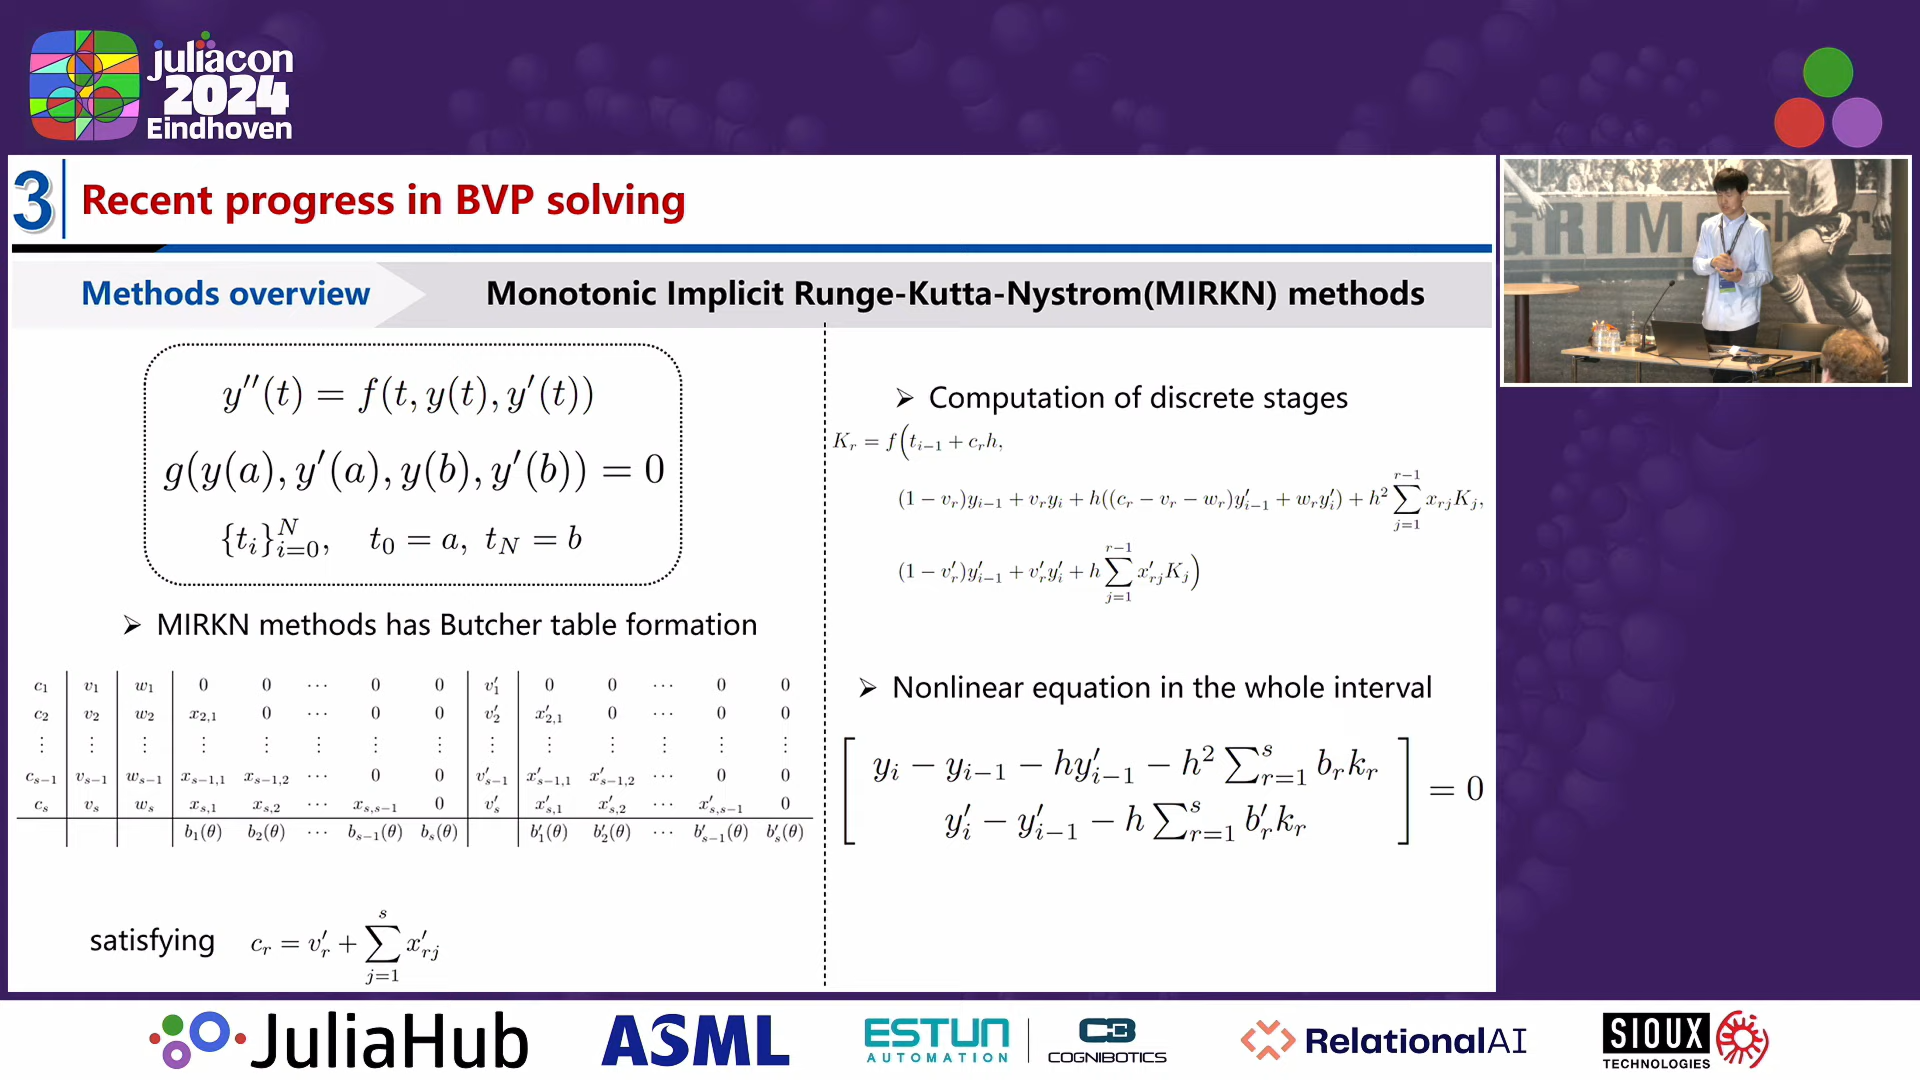 juliacon
2024
Eindhoven
3 Recent progress in BVP solving
Methods overview
Monotonic Implicit Runge-Kutta-Nystrom(MIRKN) methods
y''(t) = f(t, y(t), y'(t))
g(y(a), y'(a), y(b), y'(b)) = 0
{t_i}_{i=0}^N, t_0 = a, t_N = b
➢ MIRKN methods has Butcher table formation
c_1 | v_1 | w_1 | 0 0 ⋯ 0 0 | v'_1 | 0 0 ⋯ 0 0
c_2 | v_2 | w_2 | x_{2,1} 0 ⋯ 0 0 | v'_2 | x'_{2,1} 0 ⋯ 0 0
⋮ | ⋮ | ⋮ | ⋮ ⋮ ⋮ ⋮ ⋮ | ⋮ | ⋮ ⋮ ⋮ ⋮ ⋮
c_{s-1} | v_{s-1} | w_{s-1} | x_{s-1,1} x_{s-1,2} ⋯ 0 0 | v'_{s-1} | x'_{s-1,1} x'_{s-1,2} ⋯ 0 0
c_s | v_s | w_s | x_{s,1} x_{s,2} ⋯ x_{s,s-1} 0 | v'_s | x'_{s,1} x'_{s,2} ⋯ x'_{s,s-1} 0
b_1(θ) b_2(θ) ⋯ b_{s-1}(θ) b_s(θ) | b'_1(θ) b'_2(θ) ⋯ b'_{s-1}(θ) b'_s(θ)
satisfying c_r = v'_r + ∑_{j=1}^{s} x'_{rj}
➢ Computation of discrete stages
K_r = f(t_{i-1} + c_r h,
(1 − v_r)y_{i-1} + v_r y_i + h((c_r − v_r − w_r)y'_{i-1} + w_r y'_i) + h^2 ∑_{j=1}^{r-1} x_{rj}K_j,
(1 − v'_r)y'_{i-1} + v'_r y'_i + h ∑_{j=1}^{r-1} x'_{rj}K_j)
➢ Nonlinear equation in the whole interval
[ y_i − y_{i-1} − hy'_{i-1} − h^2 ∑_{r=1}^{s} b_r k_r
y'_i − y'_{i-1} − h ∑_{r=1}^{s} b'_r k_r ] = 0
GRIM
JuliaHub
ASML
ESTUN
AUTOMATION
COGNIBOTICS
RelationalAI
SIOUX
TECHNOLOGIES